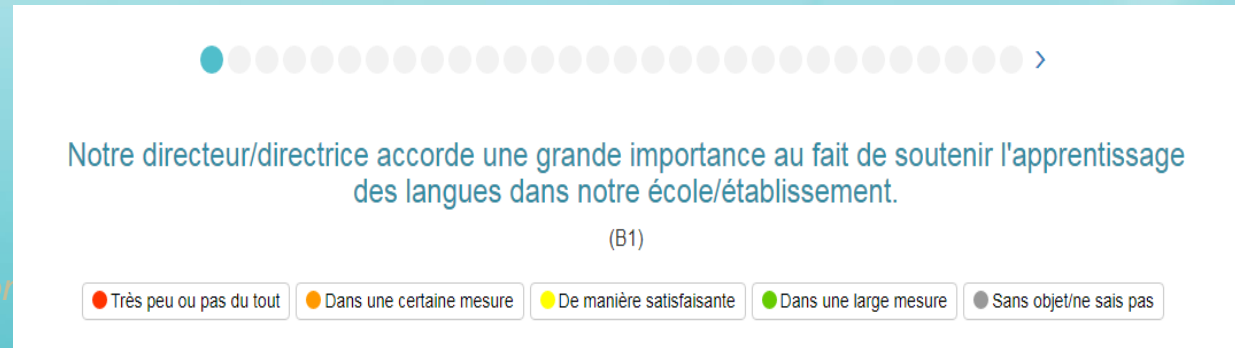 Notre directeur/directrice accorde une grande importance au fait de soutenir l'apprentissage
des langues dans notre école/établissement.
(B1)
Très peu ou pas du tout Dans une certaine mesure De manière satisfaisante Dans une large mesure Sans objet/ne sais pas